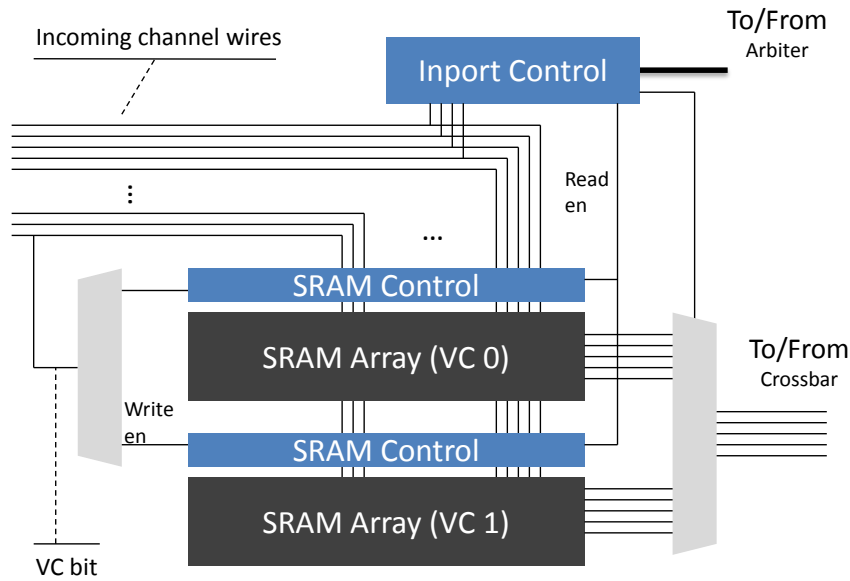 Incoming channel wires
To/From
Arbiter
Inport Control
Read
en
...
...
SRAM Control
SRAM Array (VC 0)
To/From
Crossbar
Write
en
SRAM Control
SRAM Array (VC 1)
VC bit